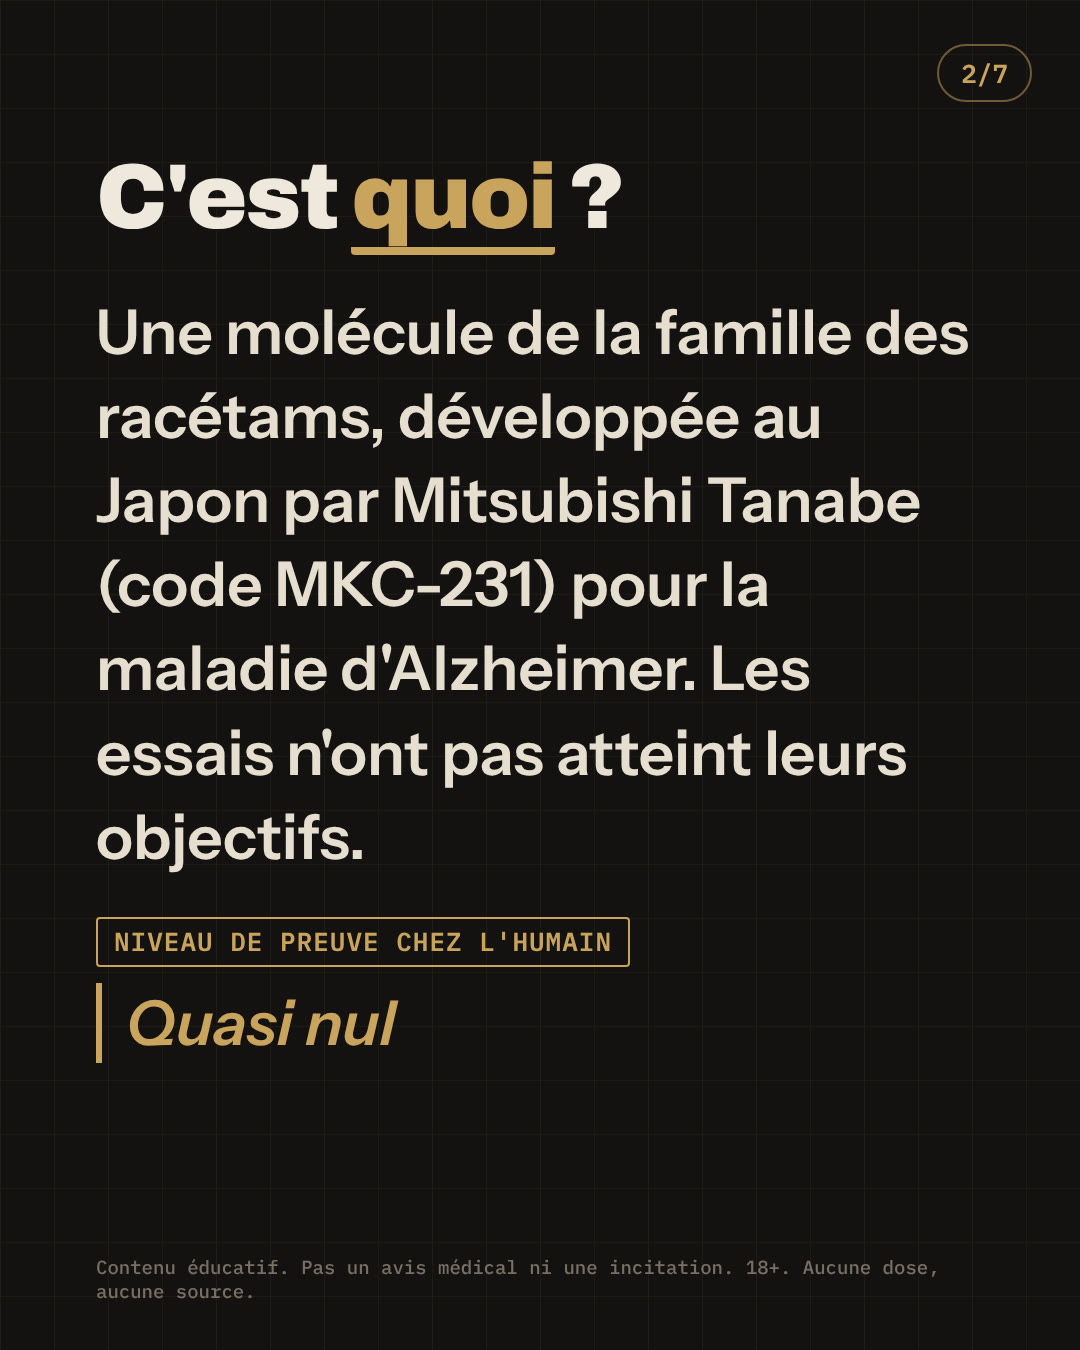 2/7
C'est quoi ?
Une molécule de la famille des
racétams, développée au
Japon par Mitsubishi Tanabe
(code MKC-231) pour la
maladie d'Alzheimer. Les
essais n'ont pas atteint leurs
objectifs.
NIVEAU DE PREUVE CHEZ L'HUMAIN
Quasi nul
Contenu éducatif. Pas un avis médical ni une incitation. 18+. Aucune dose,
aucune source.